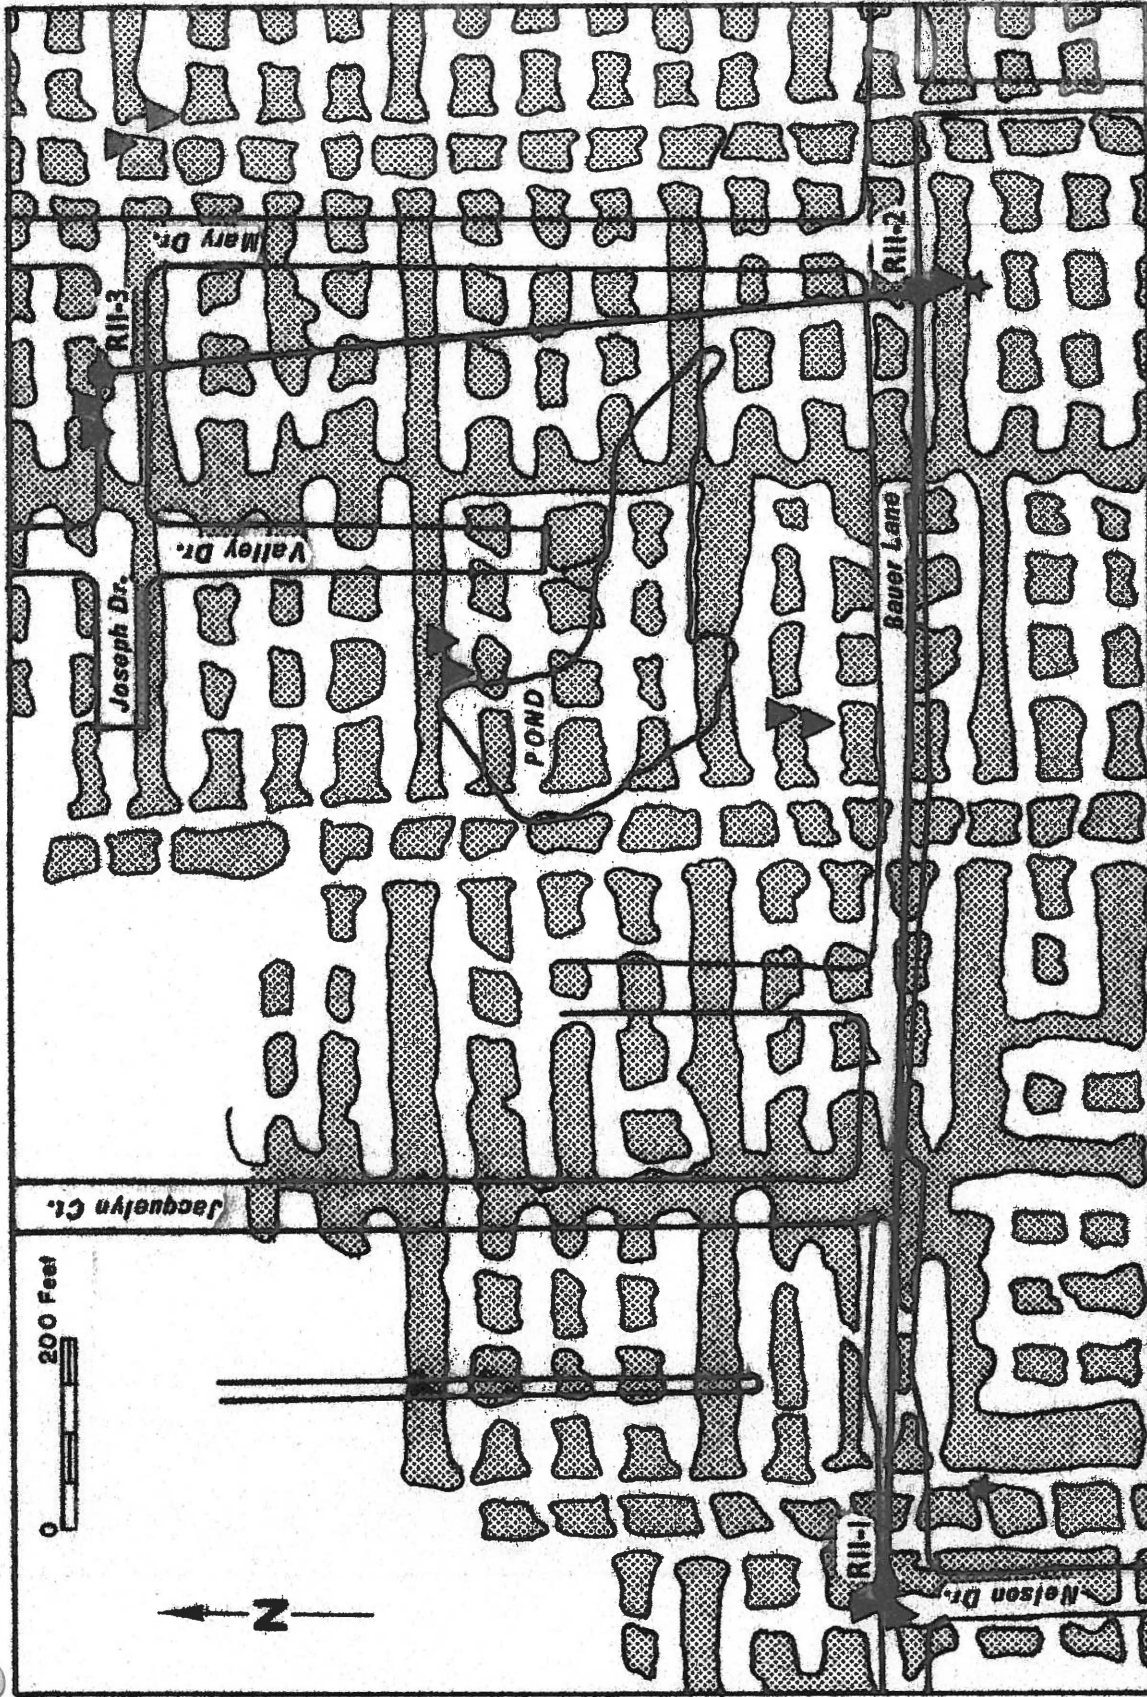 Mary Dr.
RII-3
RII-2
Valley Dr.
Joseph Dr.
Bauer Lane
POND
Jacquelyn Ct.
0 200 Feet
RII-1
Nelson Dr.
N